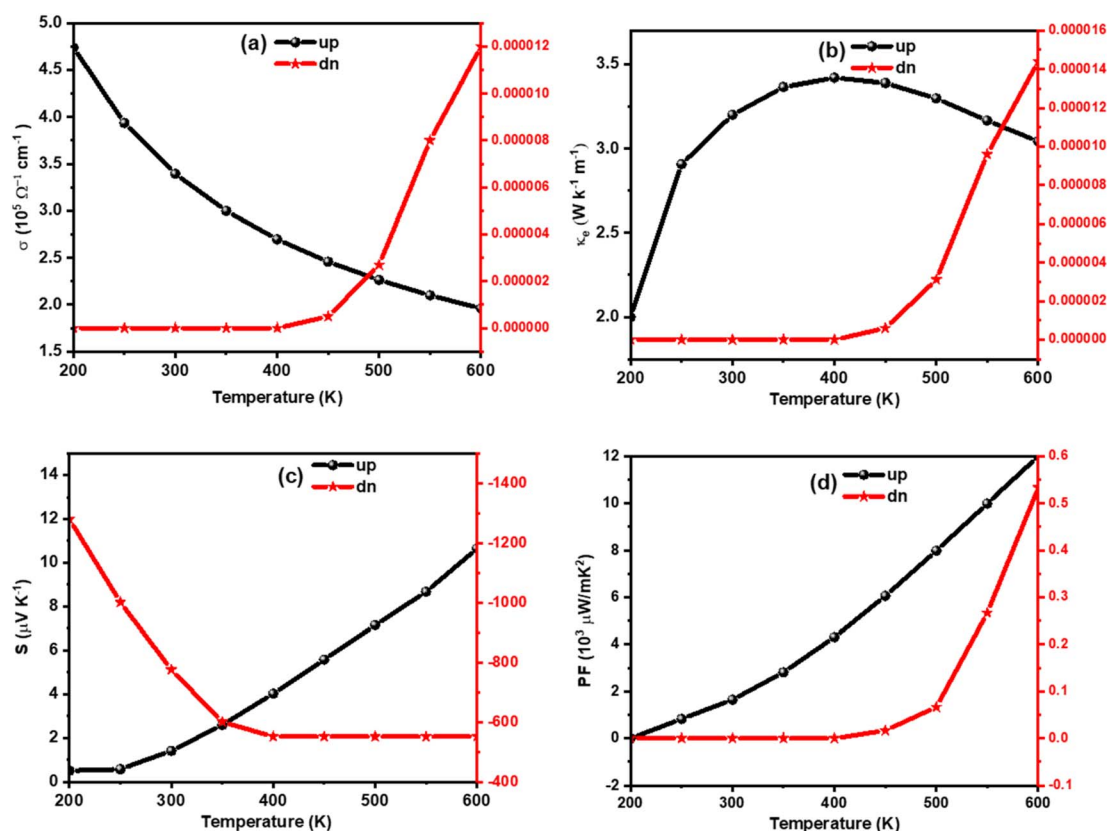 (a)
up
dn
σ (10⁵ Ω⁻¹ cm⁻¹)
5.0
4.5
4.0
3.5
3.0
2.5
2.0
1.5
0.000012
0.000010
0.000008
0.000006
0.000004
0.000002
0.000000
200 300 400 500 600
Temperature (K)
(b)
up
dn
κe (W k⁻¹ m⁻¹)
3.5
3.0
2.5
2.0
0.000016
0.000014
0.000012
0.000010
0.000008
0.000006
0.000004
0.000002
0.000000
200 300 400 500 600
Temperature (K)
(c)
up
dn
S (μV K⁻¹)
14
12
10
8
6
4
2
0
-1400
-1200
-1000
-800
-600
-400
200 300 400 500 600
Temperature (K)
(d)
up
dn
PF (10³ μW/mK²)
12
10
8
6
4
2
0
-2
0.6
0.5
0.4
0.3
0.2
0.1
0.0
-0.1
200 300 400 500 600
Temperature (K)